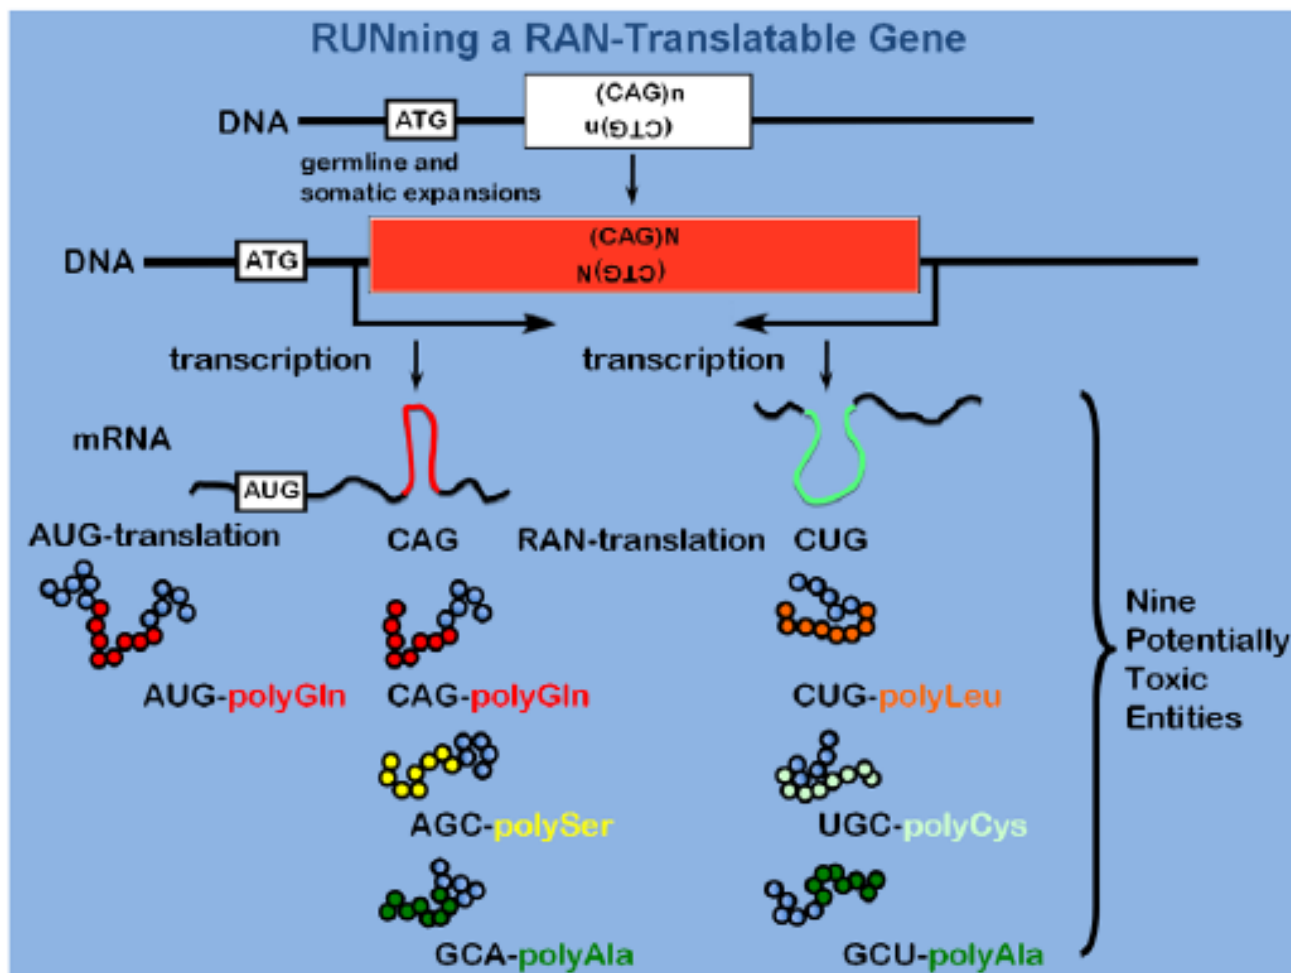 RUNning a RAN-Translatable Gene
(CAG)n
DNA ATG
(CTG)n
germline and
somatic expansions
(CAG)N
DNA ATG
(CTG)N
transcription transcription
mRNA
AUG
AUG-translation CAG RAN-translation CUG
Nine
Potentially
Toxic
Entities
AUG-polyGln CAG-polyGln CUG-polyLeu
AGC-polySer UGC-polyCys
GCA-polyAla GCU-polyAla